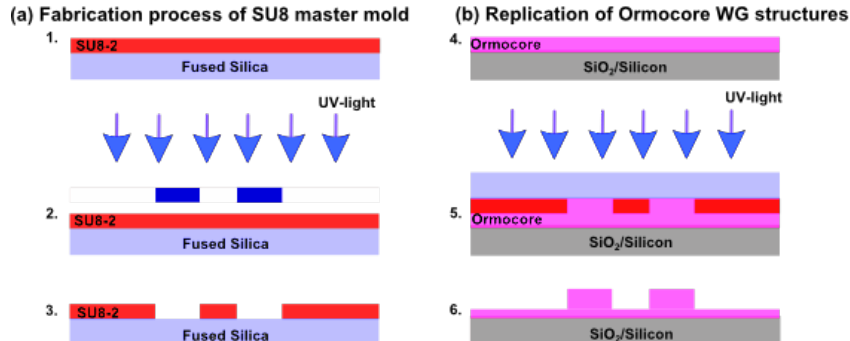 (a) Fabrication process of SU8 master mold
1.
SU8-2
Fused Silica
UV-light
2.
SU8-2
Fused Silica
3.
SU8-2
Fused Silica
(b) Replication of Ormocore WG structures
4.
Ormocore
SiO₂/Silicon
UV-light
5.
Ormocore
SiO₂/Silicon
6.
SiO₂/Silicon